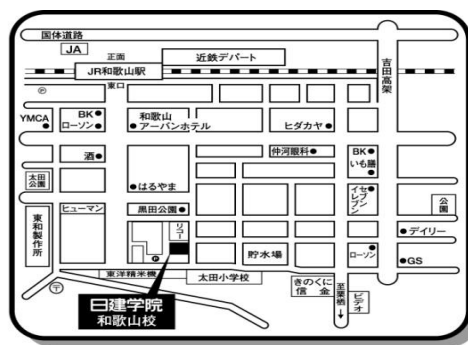 国体道路
JA
正面
近鉄デパート
JR和歌山駅
東口
吉田高架
YMCA
BK
ローソン
和歌山
アーバンホテル
ヒダカヤ
酒
仲河眼科
BK
いも膳
太田
公園
はるやま
セブン
イレブン
公園
ヒューマン
黒田公園
東和製作所
リコー
デイリー
P
貯水場
ローソン
GS
東洋精米機
太田小学校
きのくに
信金
至栗栖
ビデオ
〒
日建学院
和歌山校